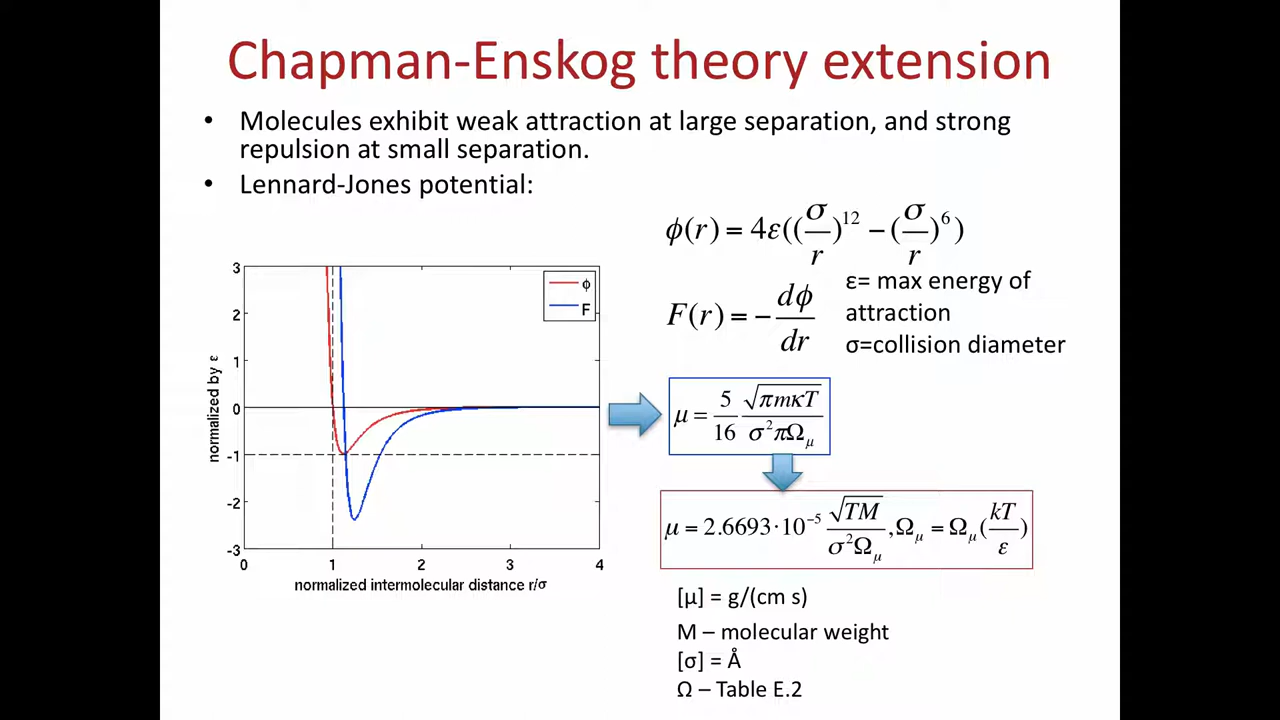 Chapman-Enskog theory extension
• Molecules exhibit weak attraction at large separation, and strong
repulsion at small separation.
• Lennard-Jones potential:
ϕ(r) = 4ε((σ/r)^12 − (σ/r)^6)
F(r) = − dϕ/dr
ε= max energy of
attraction
σ=collision diameter
3
2
1
0
-1
-2
-3
normalized by ε
ϕ
F
0 1 2 3 4
normalized intermolecular distance r/σ
μ = 5/16 √(πmκT)/(σ²πΩ_μ)
μ = 2.6693·10⁻⁵ √(TM)/(σ²Ω_μ), Ω_μ = Ω_μ(kT/ε)
[μ] = g/(cm s)
M – molecular weight
[σ] = Å
Ω – Table E.2